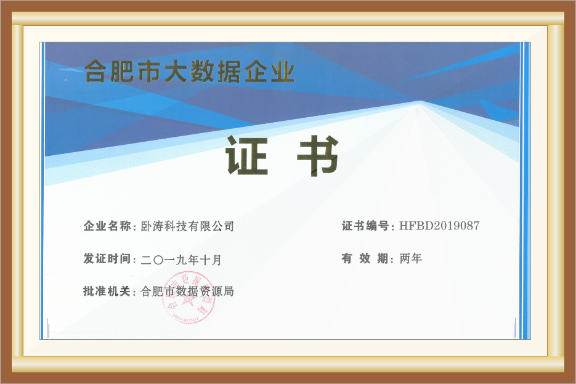 合肥市大数据企业
证书
企业名称: 卧涛科技有限公司
证书编号: HFBD2019087
发证时间: 二〇一九年十月
有 效 期: 两年
批准机关: 合肥市数据资源局